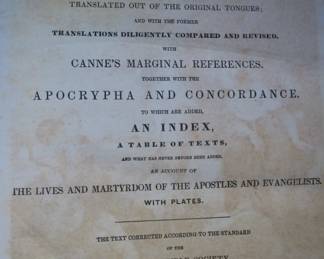 TRANSLATED OUT OF THE ORIGINAL TONGUES;
AND WITH THE FORMER
TRANSLATIONS DILIGENTLY COMPARED AND REVISED,
WITH
CANNE'S MARGINAL REFERENCES.
TOGETHER WITH THE
APOCRYPHA AND CONCORDANCE.
TO WHICH ARE ADDED,
AN INDEX,
A TABLE OF TEXTS,
AND WHAT HAS NEVER BEFORE BEEN ADDED,
AN ACCOUNT OF
THE LIVES AND MARTYRDOM OF THE APOSTLES AND EVANGELISTS.
WITH PLATES.
THE TEXT CORRECTED ACCORDING TO THE STANDARD
OF THE
SOCIETY